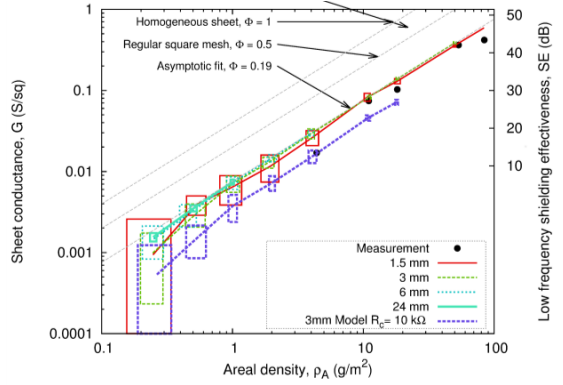 Homogeneous sheet, Φ = 1
Regular square mesh, Φ = 0.5
Asymptotic fit, Φ = 0.19
Sheet conductance, G (S/sq)
1
0.1
0.01
0.001
0.0001
0.1
1
10
100
Areal density, ρA (g/m²)
50
40
30
20
10
Low frequency shielding effectiveness, SE (dB)
Measurement
1.5 mm
3 mm
6 mm
24 mm
3mm Model Rc= 10 kΩ